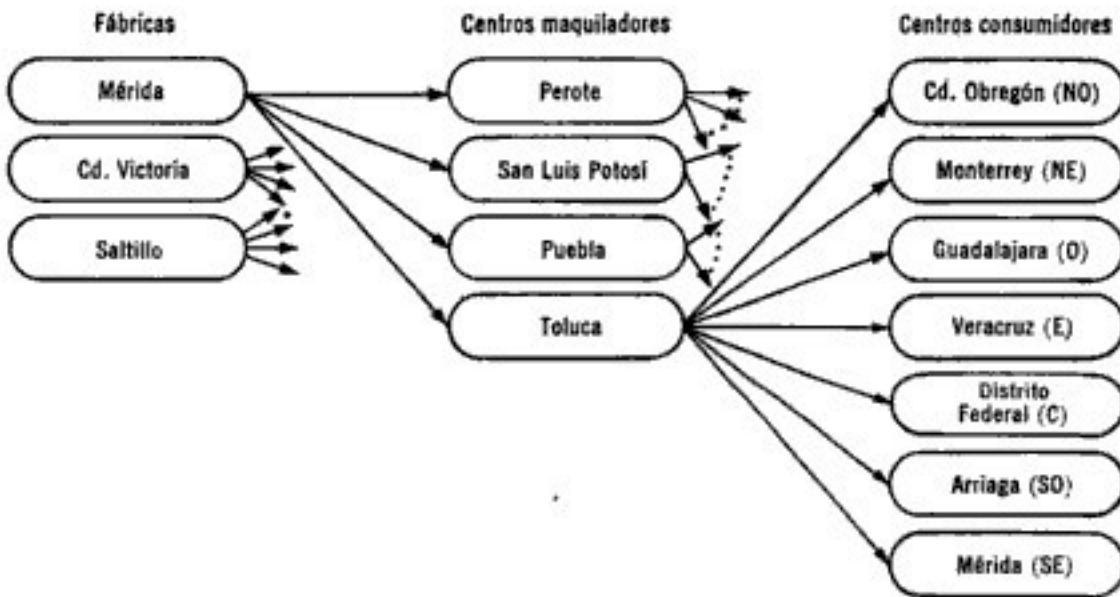 Fábricas
Centros maquiladores
Centros consumidores
Mérida
Cd. Victoria
Saltillo
Perote
San Luis Potosí
Puebla
Toluca
Cd. Obregón (NO)
Monterrey (NE)
Guadalajara (O)
Veracruz (E)
Distrito
Federal (C)
Arriaga (SO)
Mérida (SE)